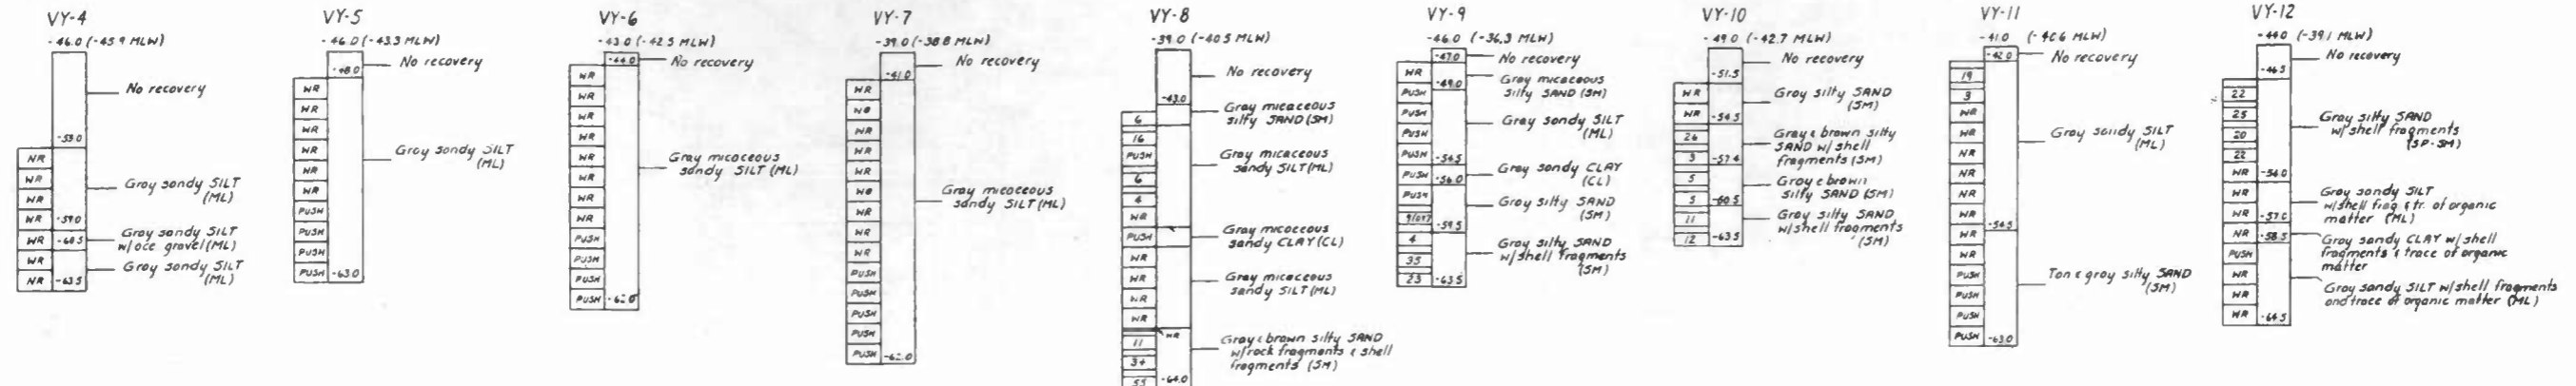 VY-4
-46.0 (-45.9 MLW)
No recovery
-53.0
WR
WR
Gray sandy SILT
(ML)
WR
WR
-59.0
WR
-60.5
Gray sandy SILT
w/occ gravel (ML)
WR
Gray sandy SILT
(ML)
WR
-63.5
VY-5
-46.0 (-43.3 MLW)
No recovery
-48.0
WR
WR
WR
WR
Gray sandy SILT
(ML)
WR
WR
PUSH
PUSH
PUSH
PUSH
-63.0
VY-6
-43.0 (-42.5 MLW)
-44.0
No recovery
WR
WR
WR
WR
Gray micaceous
sandy SILT (ML)
WR
WR
WR
WR
PUSH
PUSH
PUSH
PUSH
-62.0
VY-7
-39.0 (-38.8 MLW)
No recovery
-41.0
WR
WR
WR
WR
WR
WR
Gray micaceous
sandy SILT (ML)
WR
WR
WR
PUSH
PUSH
PUSH
PUSH
PUSH
-62.0
VY-8
-39.0 (-40.5 MLW)
No recovery
-43.0
Gray micaceous
silty SAND (SM)
6
16
PUSH
Gray micaceous
sandy SILT (ML)
6
4
WR
PUSH
Gray micaceous
sandy CLAY (CL)
WR
WR
Gray micaceous
sandy SILT (ML)
WR
WR
WR
11
Gray & brown silty SAND
w/rock fragments & shell
fragments (SM)
34
55
-64.0
VY-9
-46.0 (-36.3 MLW)
-47.0
No recovery
WR
-49.0
Gray micaceous
silty SAND (SM)
PUSH
PUSH
Gray sandy SILT
(ML)
PUSH
PUSH
-54.5
PUSH
-56.0
Gray sandy CLAY
(CL)
PUSH
Gray silty SAND
(SM)
-59.5
4
Gray silty SAND
w/shell fragments
(SM)
35
23
-63.5
VY-10
-49.0 (-42.7 MLW)
No recovery
-51.5
WR
Gray silty SAND
(SM)
WR
-54.5
26
Gray & brown silty
SAND w/ shell
fragments (SM)
3
-57.4
5
Gray & brown
silty SAND (SM)
5
-60.5
11
Gray silty SAND
w/shell fragments
(SM)
12
-63.5
VY-11
-41.0 (-40.6 MLW)
-42.0
No recovery
19
3
WR
Gray sandy SILT
(ML)
WR
WR
WR
WR
-54.5
WR
WR
PUSH
Tan & gray silty SAND
(SM)
PUSH
PUSH
PUSH
-63.0
VY-12
-44.0 (-39.1 MLW)
No recovery
-46.5
22
25
Gray silty SAND
w/ shell fragments
(SP-SM)
20
22
WR
-54.0
WR
Gray sandy SILT
w/shell frag & tr. of organic
matter (ML)
WR
-57.0
WR
-58.5
Gray sandy CLAY w/ shell
fragments & trace of organic
matter
PUSH
WR
Gray sandy SILT w/ shell fragments
and trace of organic matter (ML)
WR
WR
-64.5